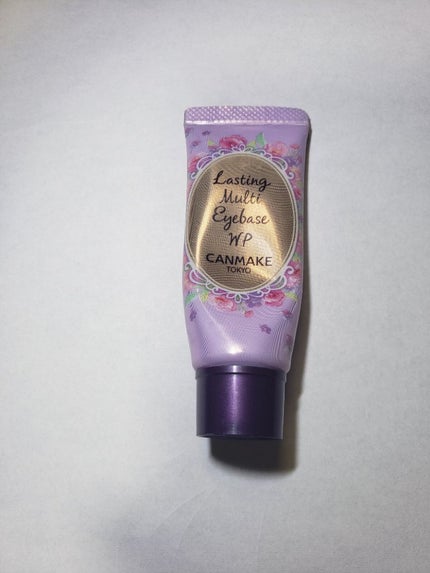 Lasting
Multi
Eyebase
WP
CANMAKE
TOKYO